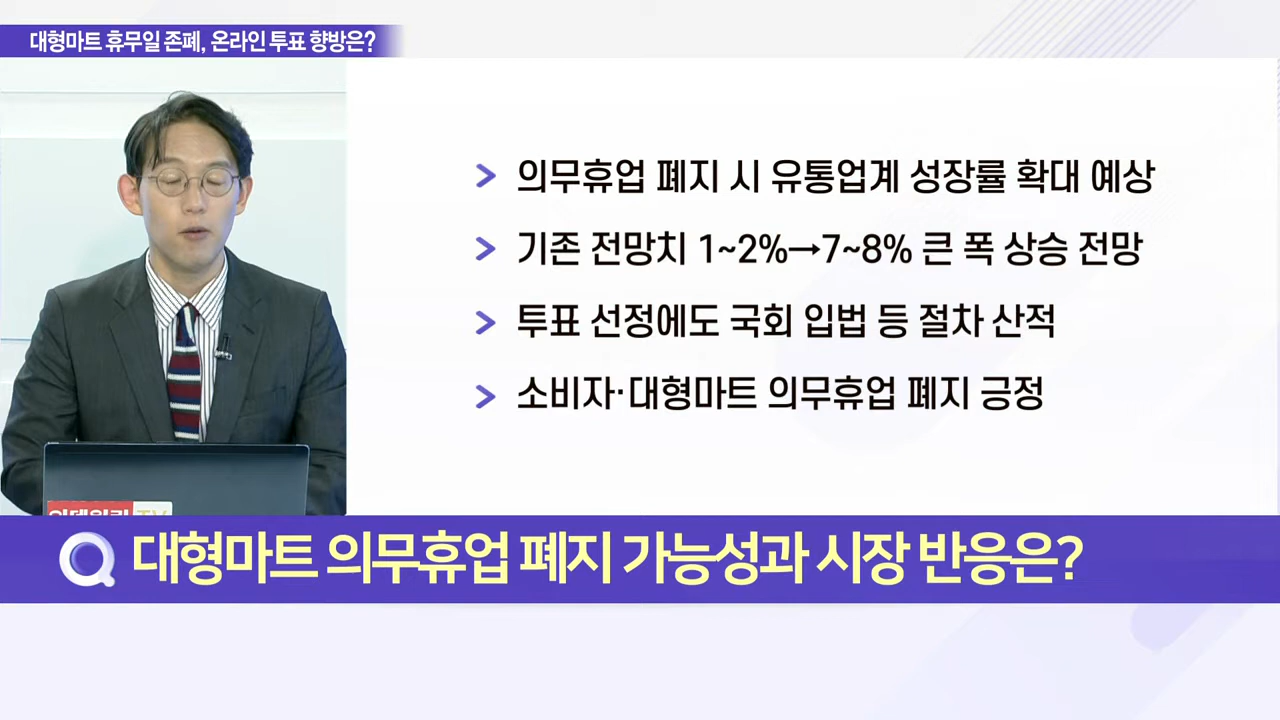 대형마트 휴무일 존폐, 온라인 투표 향방은?
> 의무휴업 폐지 시 유통업계 성장률 확대 예상
> 기존 전망치 1~2%→7~8% 큰 폭 상승 전망
> 투표 선정에도 국회 입법 등 절차 산적
> 소비자·대형마트 의무휴업 폐지 긍정
이데일리 TV
Q 대형마트 의무휴업 폐지 가능성과 시장 반응은?